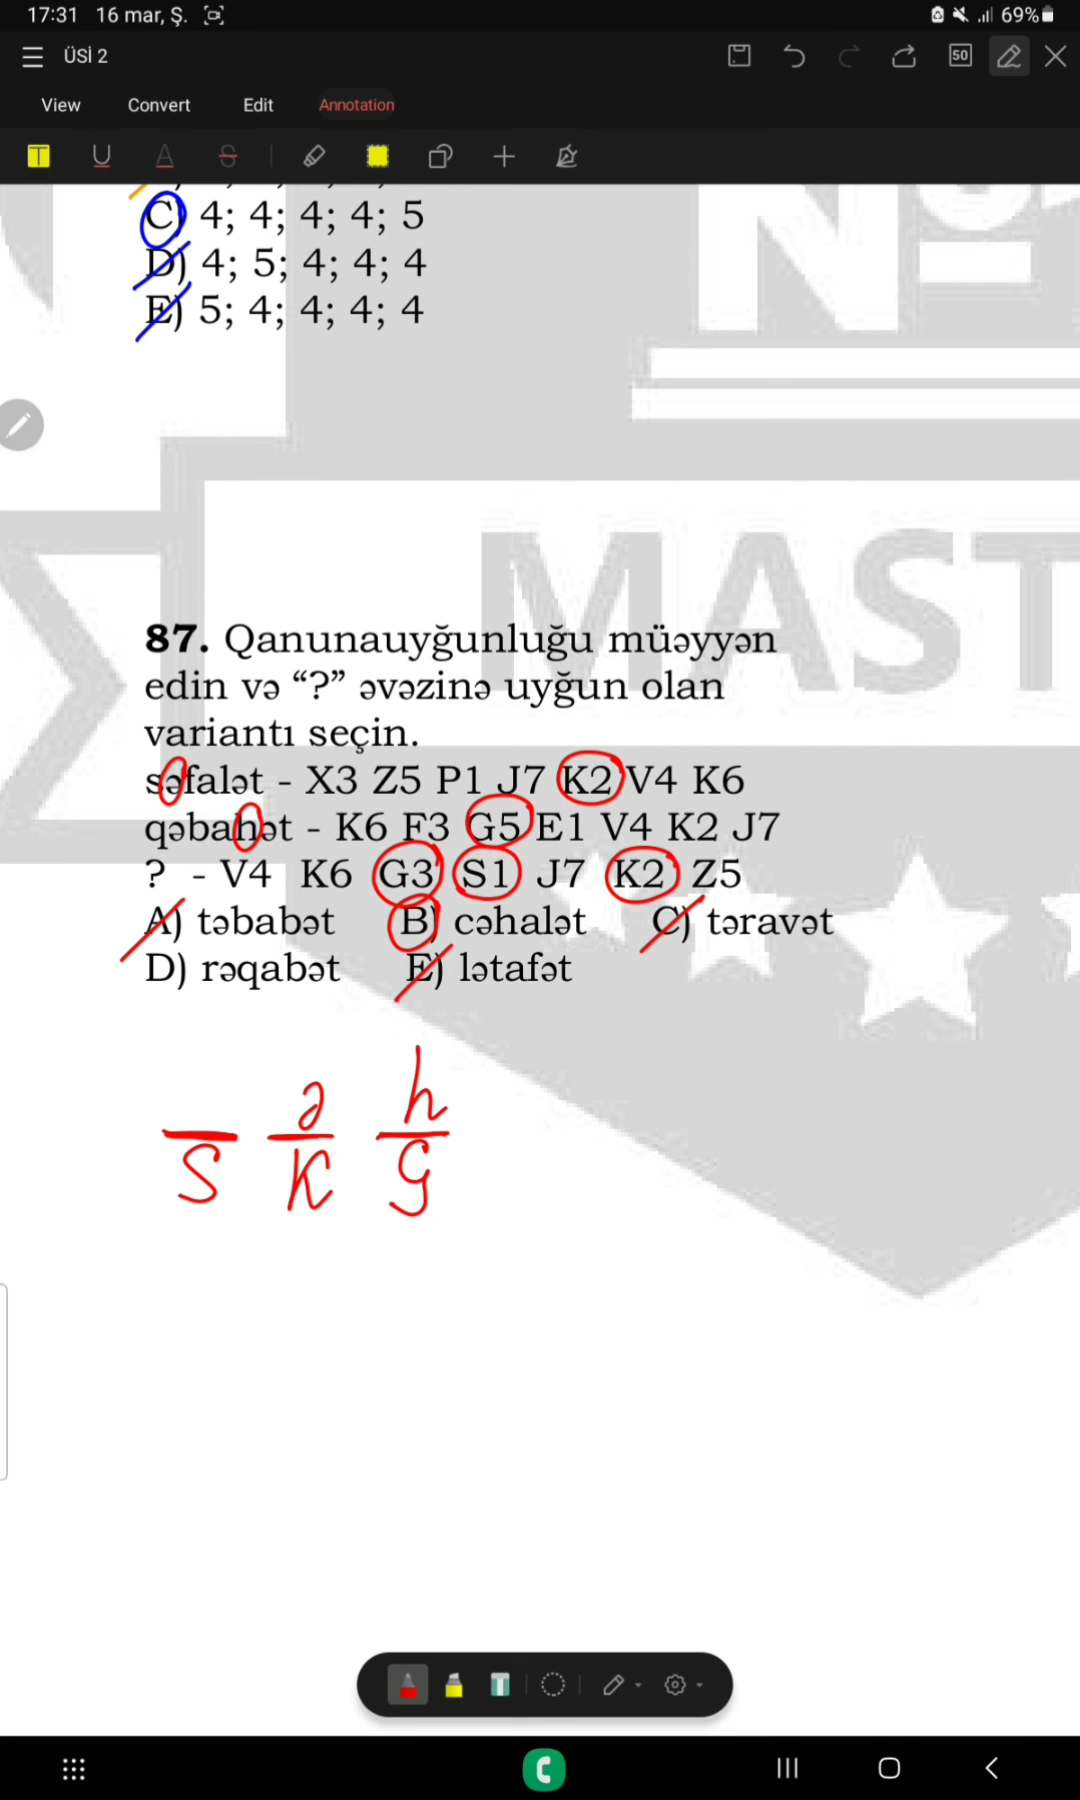 17:31 16 mar, Ş. 69%
ÜSİ 2 50
View Convert Edit Annotation
T U A S
C) 4; 4; 4; 4; 5
D) 4; 5; 4; 4; 4
E) 5; 4; 4; 4; 4
MAST
87. Qanunauyğunluğu müəyyən
edin və “?” əvəzinə uyğun olan
variantı seçin.
səfalət - X3 Z5 P1 J7 K2 V4 K6
qəbahət - K6 F3 G5 E1 V4 K2 J7
? - V4 K6 G3 S1 J7 K2 Z5
A) təbabət B) cəhalət C) təravət
D) rəqabət E) lətafət
ə h
S K G